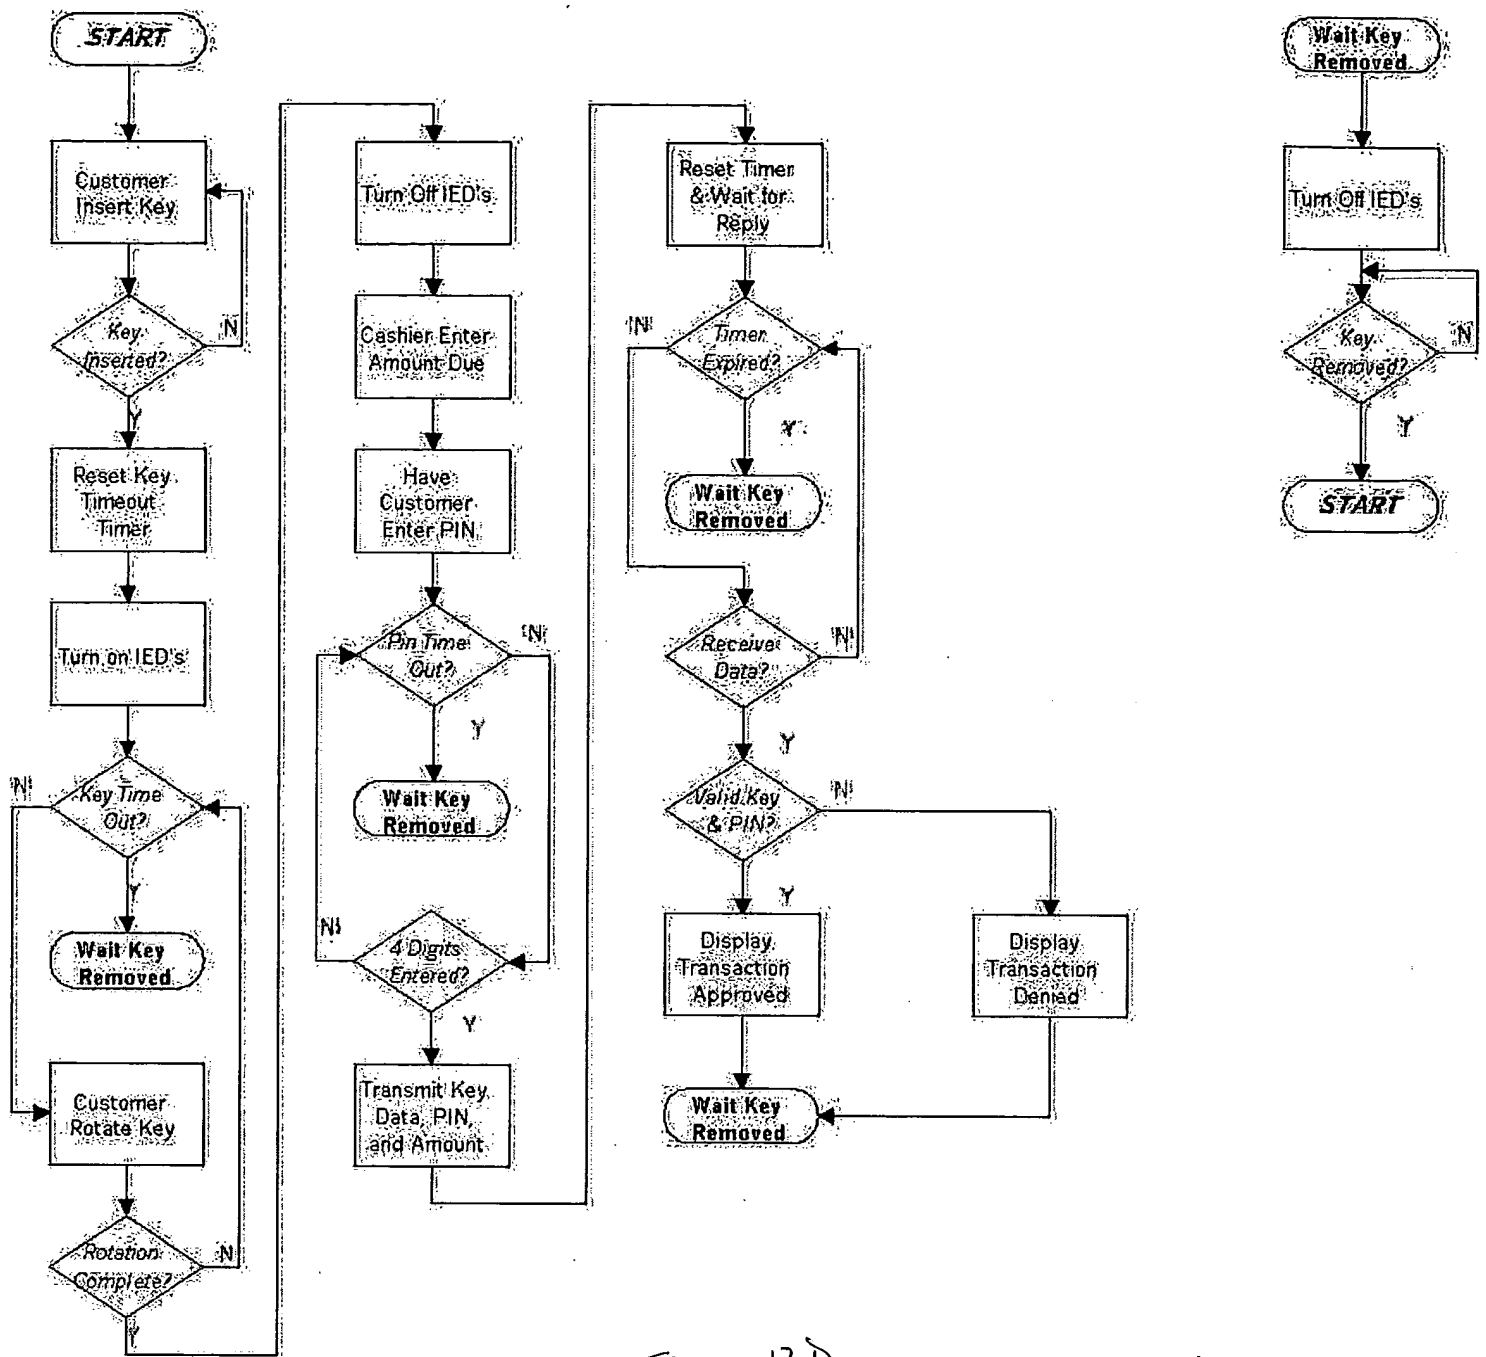 START
Customer
Insert Key
Key
Inserted?
N
Y
Reset Key
Timeout
Timer
Turn on IED's
Key Time
Out?
N
Y
Wait Key
Removed
Customer
Rotate Key
Rotation
Complete?
N
Y
Turn Off IED's
Cashier Enter
Amount Due
Have
Customer
Enter PIN
Pin Time
Out?
N
Y
Wait Key
Removed
4 Digits
Entered?
N
Y
Transmit Key
Data, PIN,
and Amount
Reset Timer
& Wait for
Reply
Timer
Expired?
N
Y
Wait Key
Removed
Receive
Data?
N
Y
Valid Key
& PIN?
N
Y
Display
Transaction
Approved
Display
Transaction
Denied
Wait Key
Removed
Wait Key
Removed
Turn Off IED's
Key
Removed?
N
Y
START